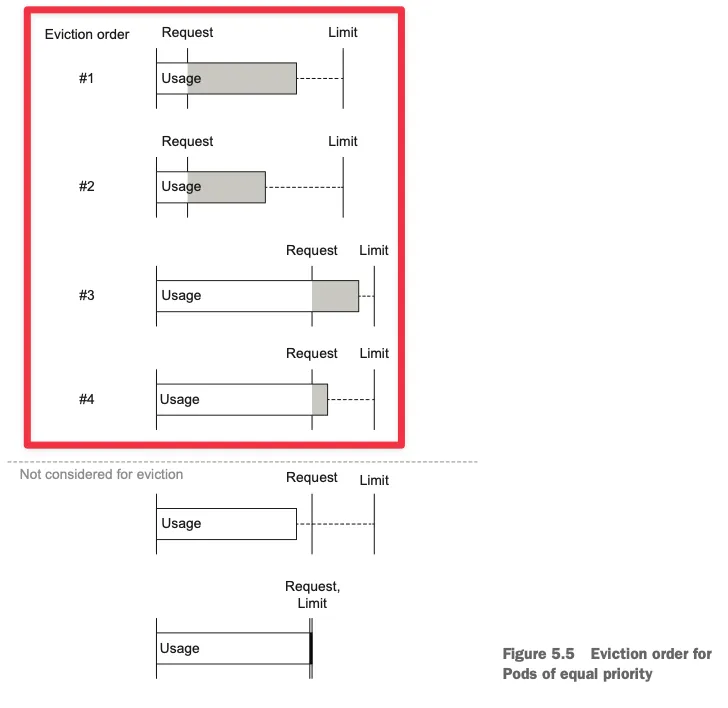 Eviction order Request Limit
#1 Usage
Request Limit
#2 Usage
Request Limit
#3 Usage
Request Limit
#4 Usage
Not considered for eviction Request Limit
Usage
Request,
Limit
Usage
Figure 5.5 Eviction order for
Pods of equal priority